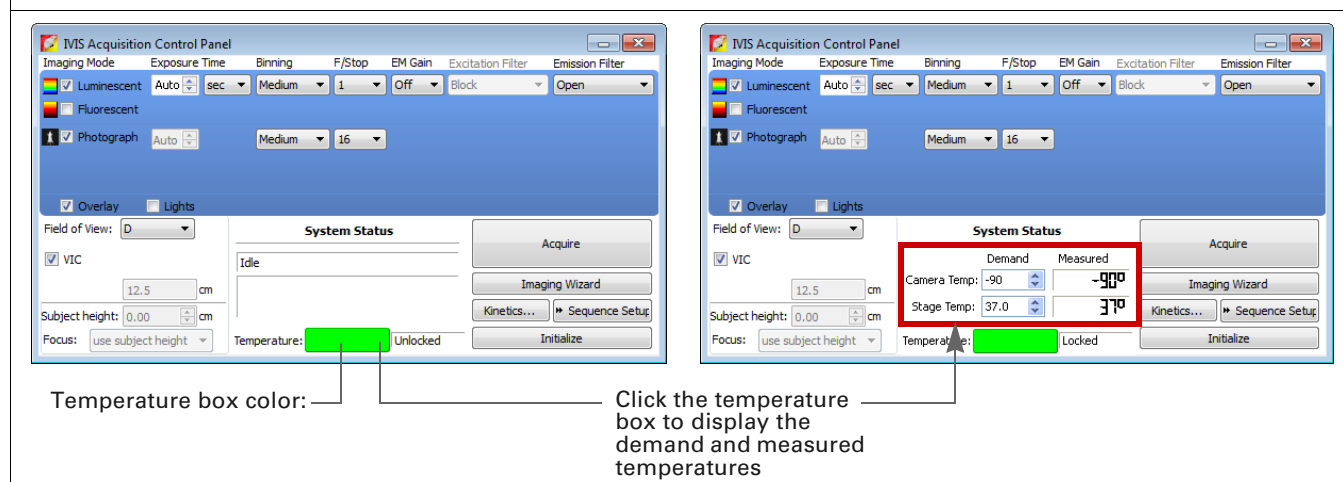 IVIS Acquisition Control Panel
Imaging Mode Exposure Time Binning F/Stop EM Gain Excitation Filter Emission Filter
Luminescent Auto sec Medium 1 Off Block Open
Fluorescent
Photograph Auto Medium 16
Overlay Lights
Field of View: D
System Status
Acquire
VIC
Idle
12.5 cm
Imaging Wizard
Subject height: 0.00 cm
Kinetics... Sequence Setup
Focus: use subject height
Temperature: Unlocked
Initialize
IVIS Acquisition Control Panel
Imaging Mode Exposure Time Binning F/Stop EM Gain Excitation Filter Emission Filter
Luminescent Auto sec Medium 1 Off Block Open
Fluorescent
Photograph Auto Medium 16
Overlay Lights
Field of View: D
System Status
Acquire
VIC
Demand Measured
Camera Temp: -90 -90°
12.5 cm
Imaging Wizard
Stage Temp: 37.0 37°
Subject height: 0.00 cm
Kinetics... Sequence Setup
Focus: use subject height
Temperature: Locked
Initialize
Temperature box color:
Click the temperature
box to display the
demand and measured
temperatures